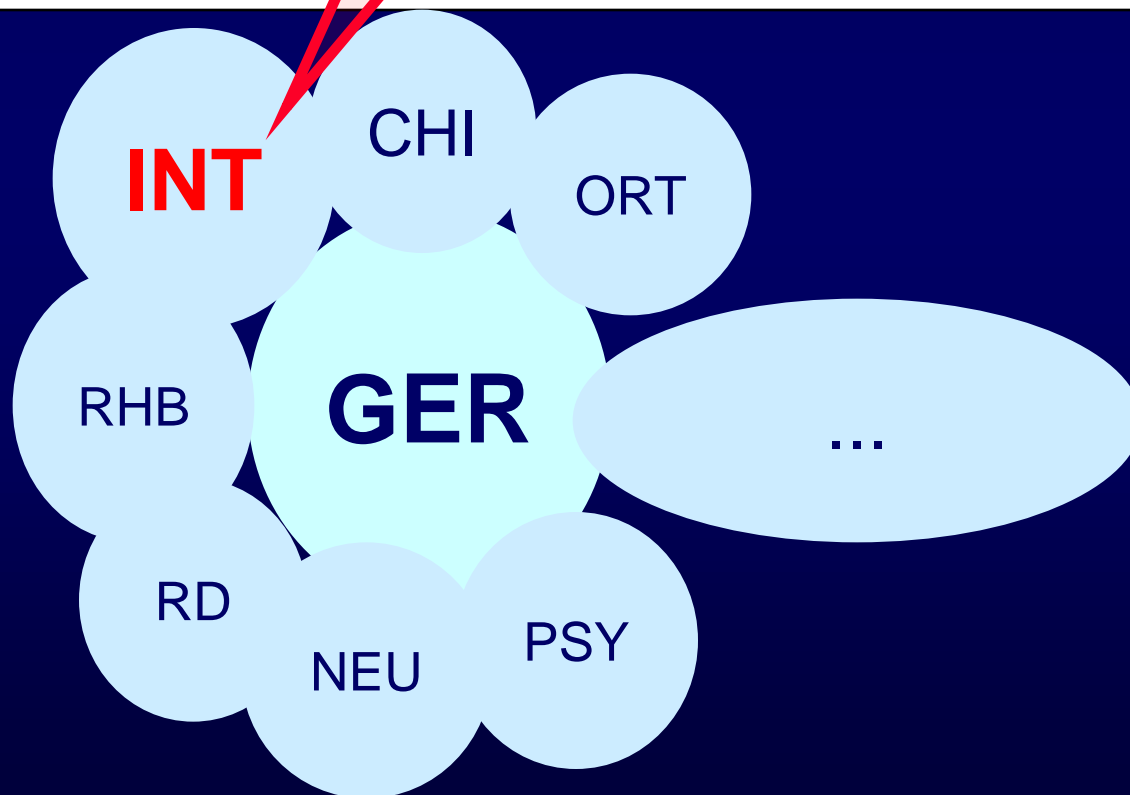 CHI
INT
ORT
RHB
GER
...
RD
PSY
NEU